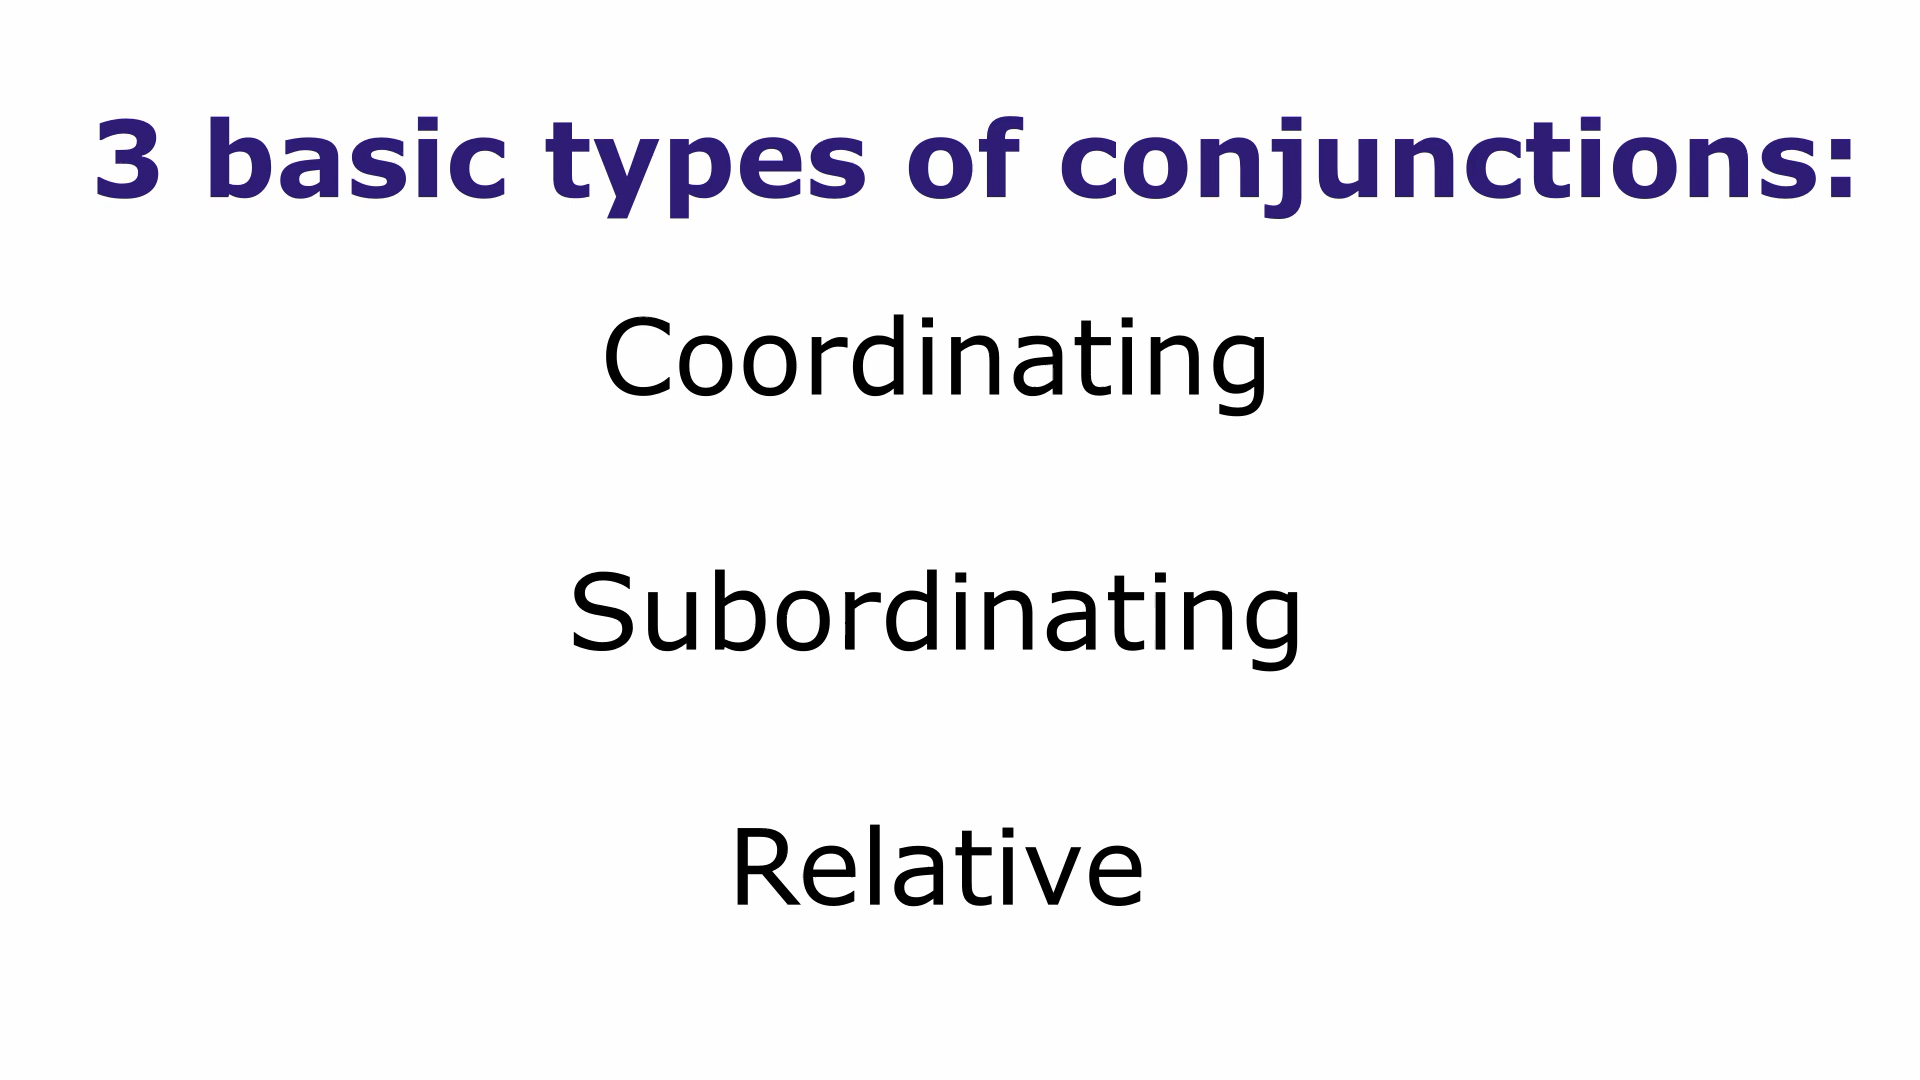 3 basic types of conjunctions:
Coordinating
Subordinating
Relative